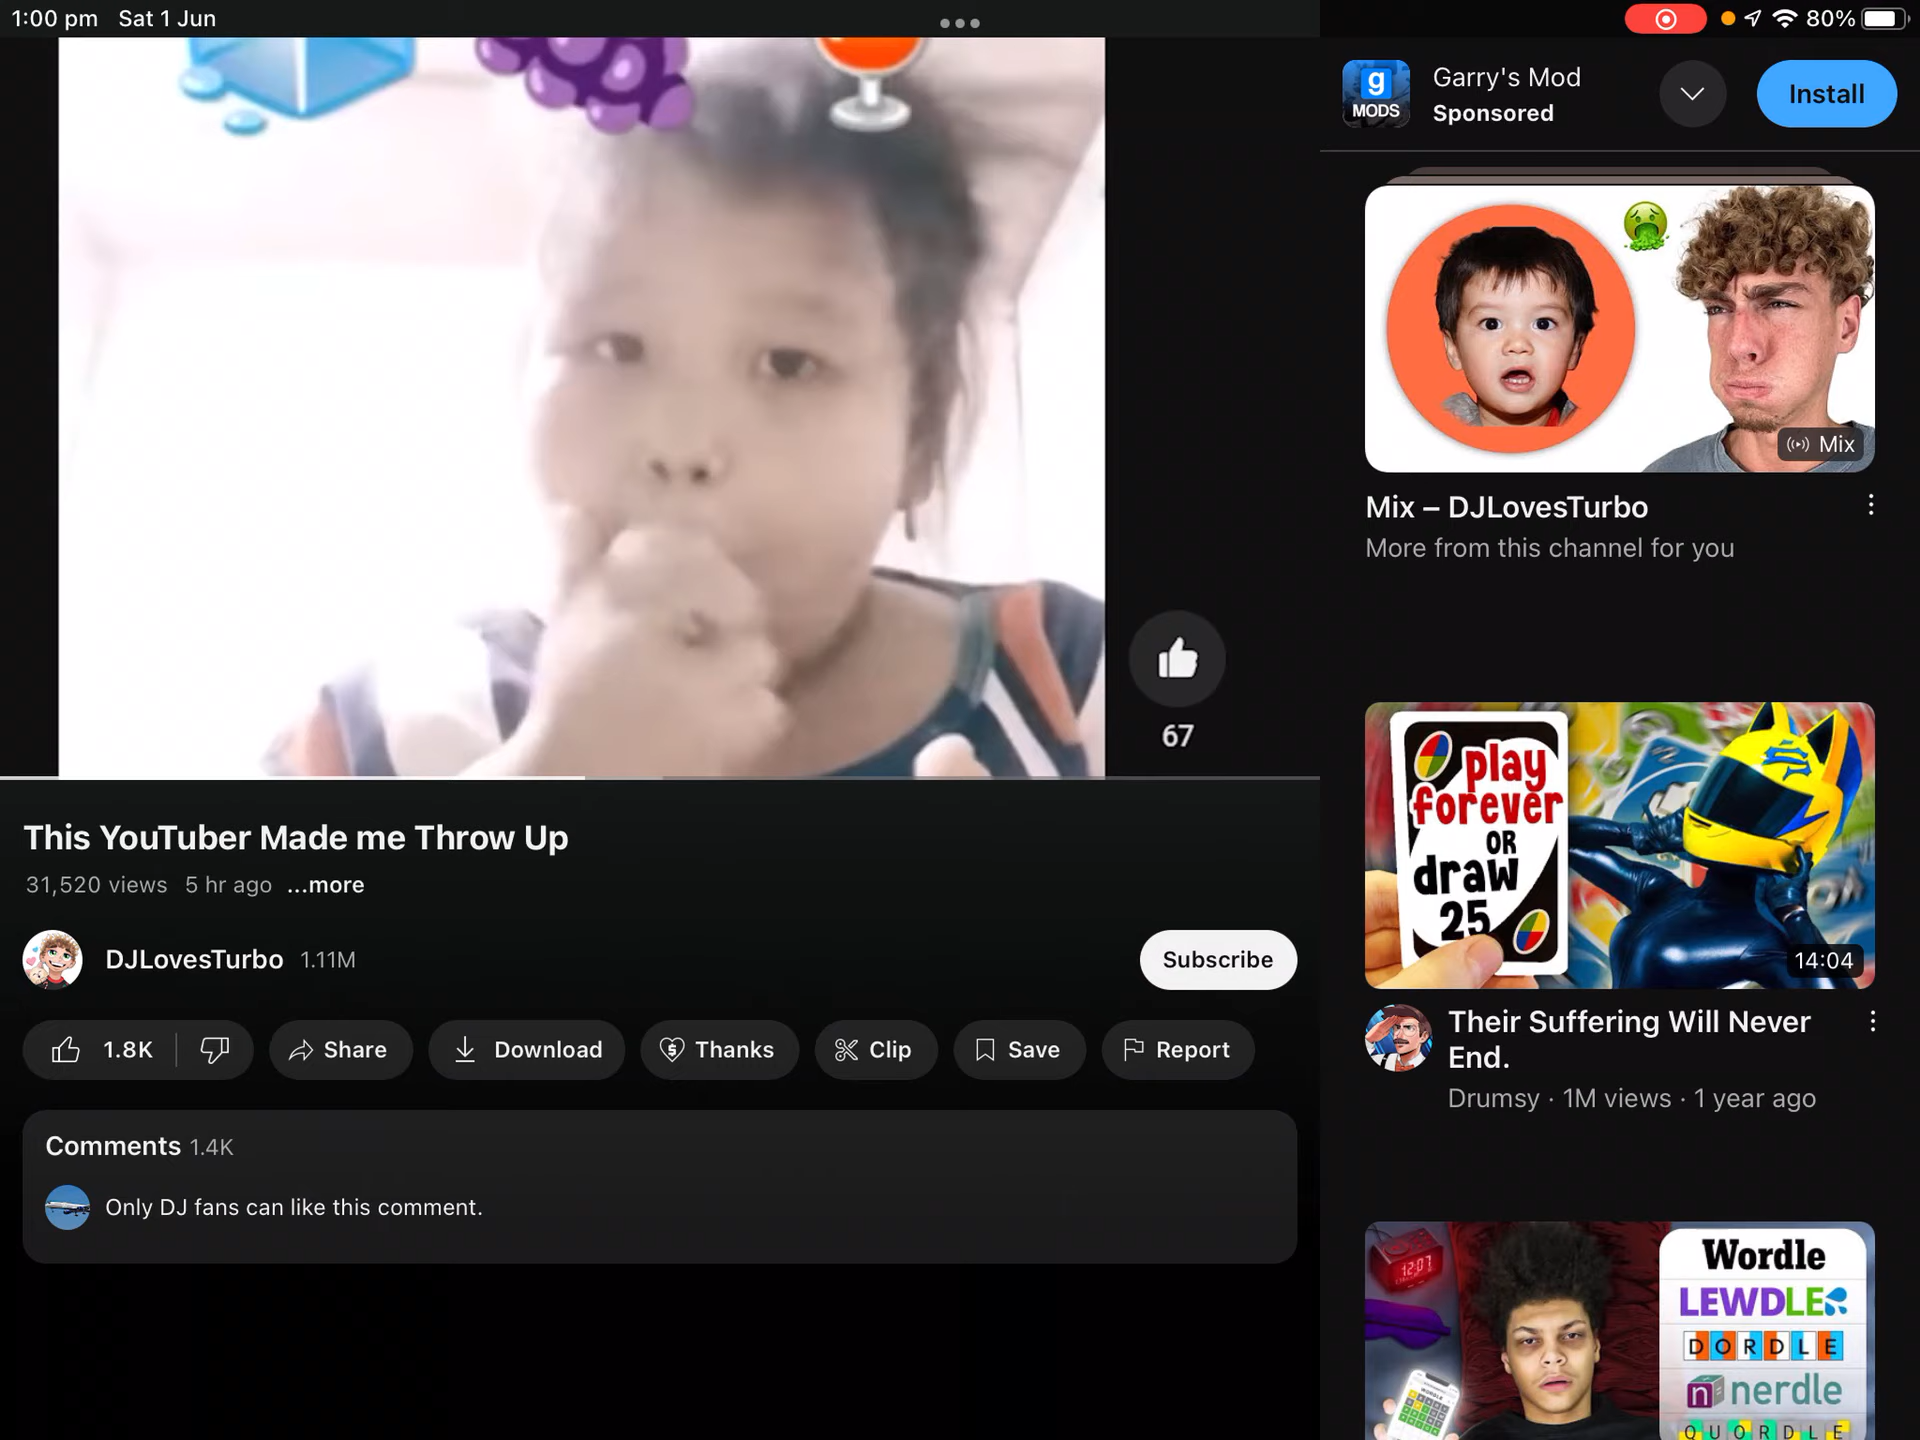 1:00 pm Sat 1 Jun
80%
g
MODS
Garry's Mod
Sponsored
Install
Mix
Mix – DJLovesTurbo
More from this channel for you
67
This YouTuber Made me Throw Up
31,520 views 5 hr ago ...more
DJLovesTurbo 1.11M
Subscribe
1.8K
Share
Download
Thanks
Clip
Save
Report
Comments 1.4K
Only DJ fans can like this comment.
play
forever
OR
draw
25
14:04
Their Suffering Will Never
End.
Drumsy · 1M views · 1 year ago
12:07
Wordle
LEWDLE
DORDLE
n nerdle
QUORDLE